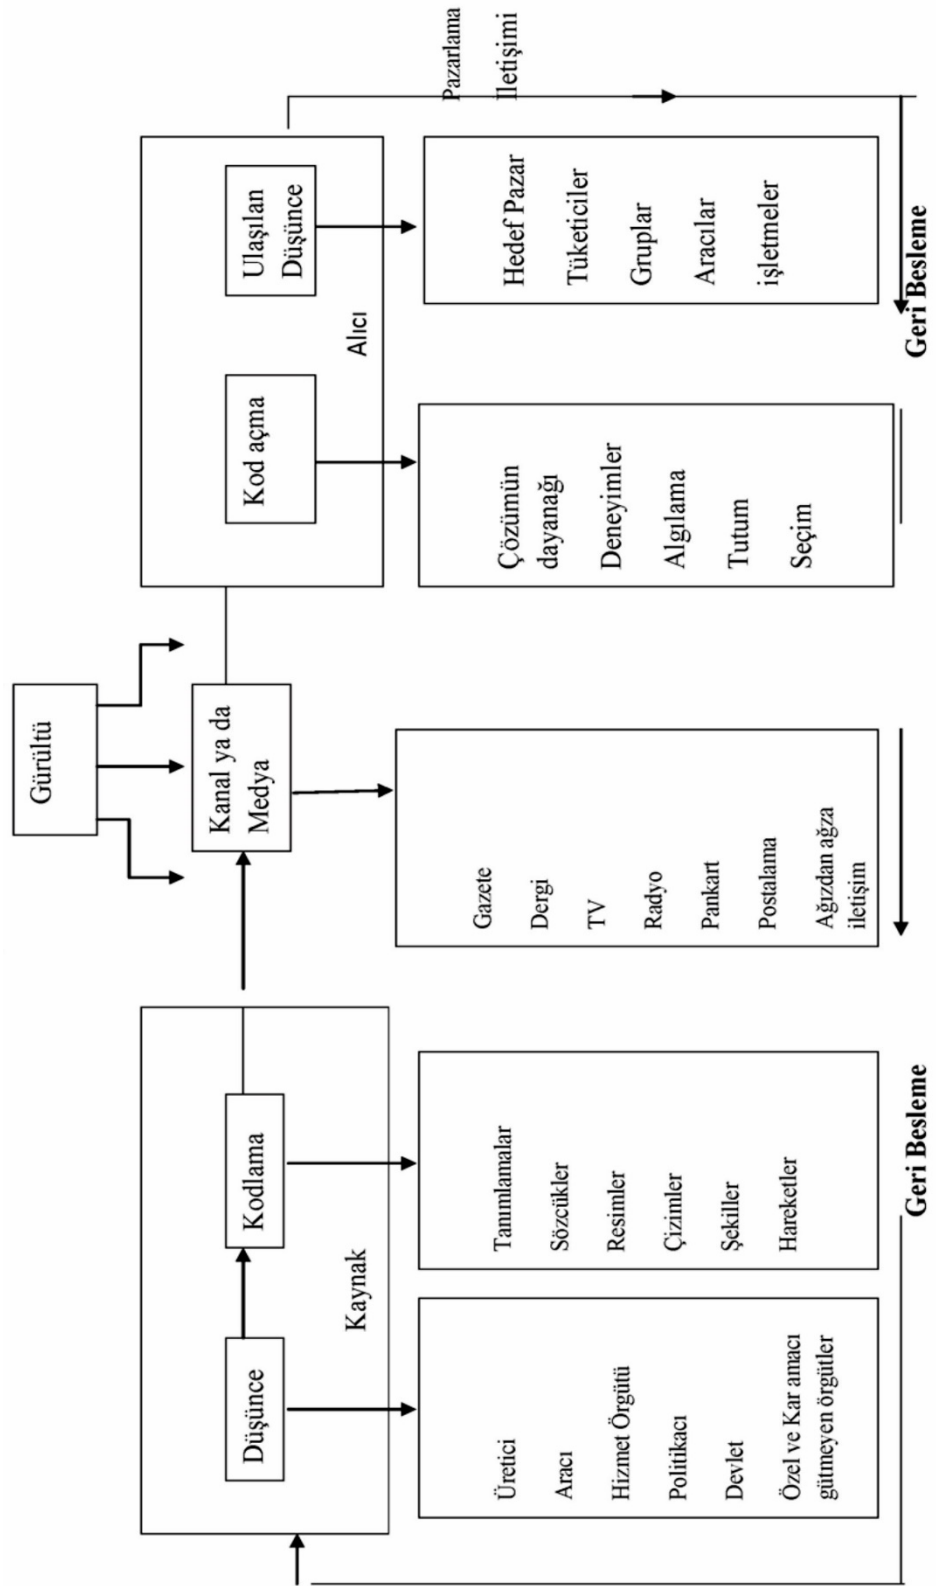 Gürültü
Düşünce
Kodlama
Kaynak
Kanal ya da
Medya
Kod açma
Ulaşılan
Düşünce
Alıcı
Pazarlama
İletişimi
Üretici
Aracı
Hizmet Örgütü
Politikacı
Devlet
Özel ve Kar amacı
gütmeyen örgütler
Tanımlamalar
Sözcükler
Resimler
Çizimler
Şekiller
Hareketler
Gazete
Dergi
TV
Radyo
Pankart
Postalama
Ağızdan ağza
iletişim
Çözümün
dayanağı
Deneyimler
Algılama
Tutum
Seçim
Hedef Pazar
Tüketiciler
Gruplar
Aracılar
işletmeler
Geri Besleme
Geri Besleme